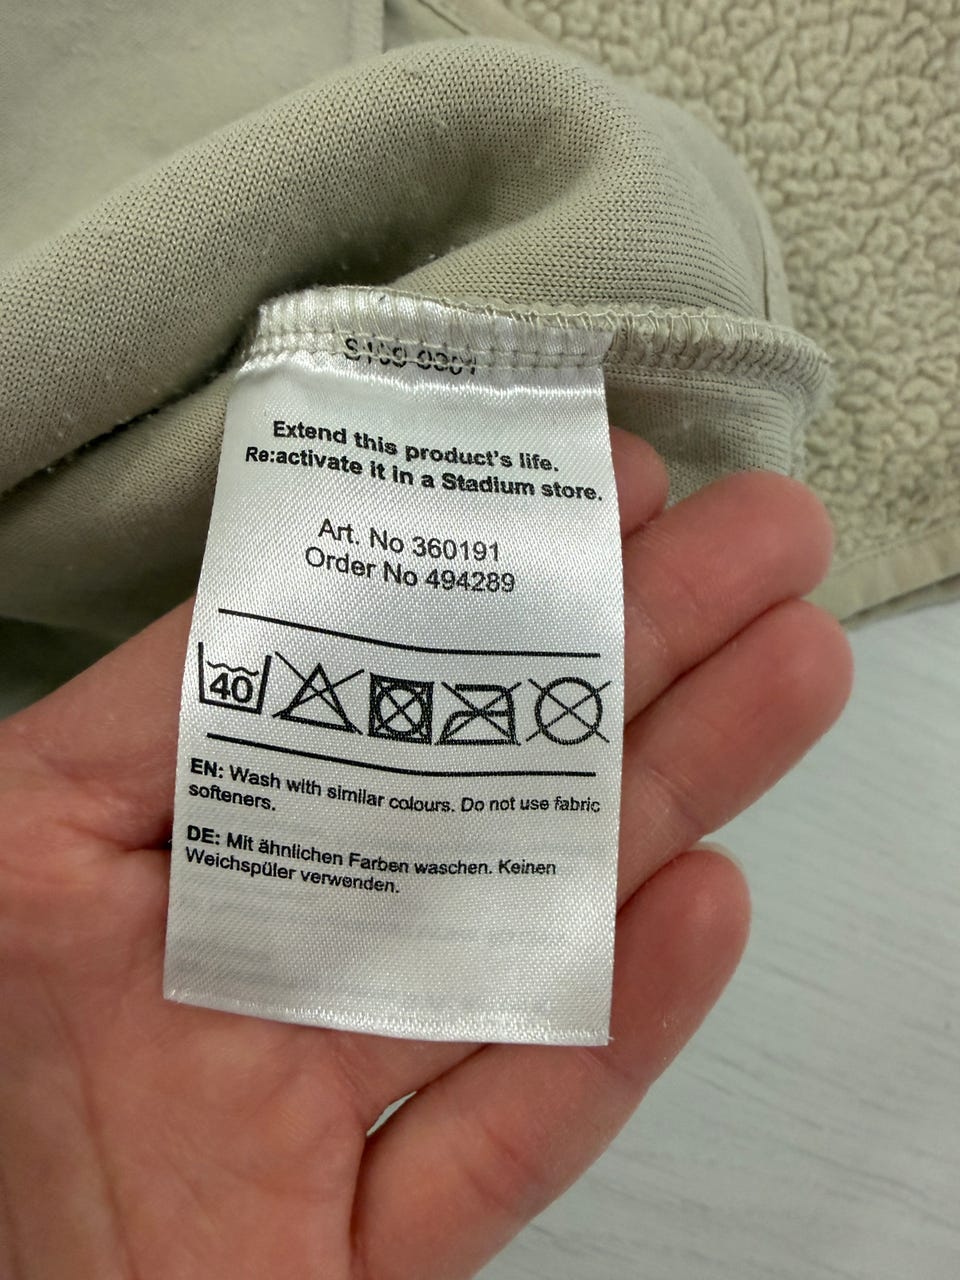 Extend this product's life.
Re:activate it in a Stadium store.
Art. No 360191
Order No 494289
40
EN: Wash with similar colours. Do not use fabric
softeners.
DE: Mit ähnlichen Farben waschen. Keinen
Weichspüler verwenden.